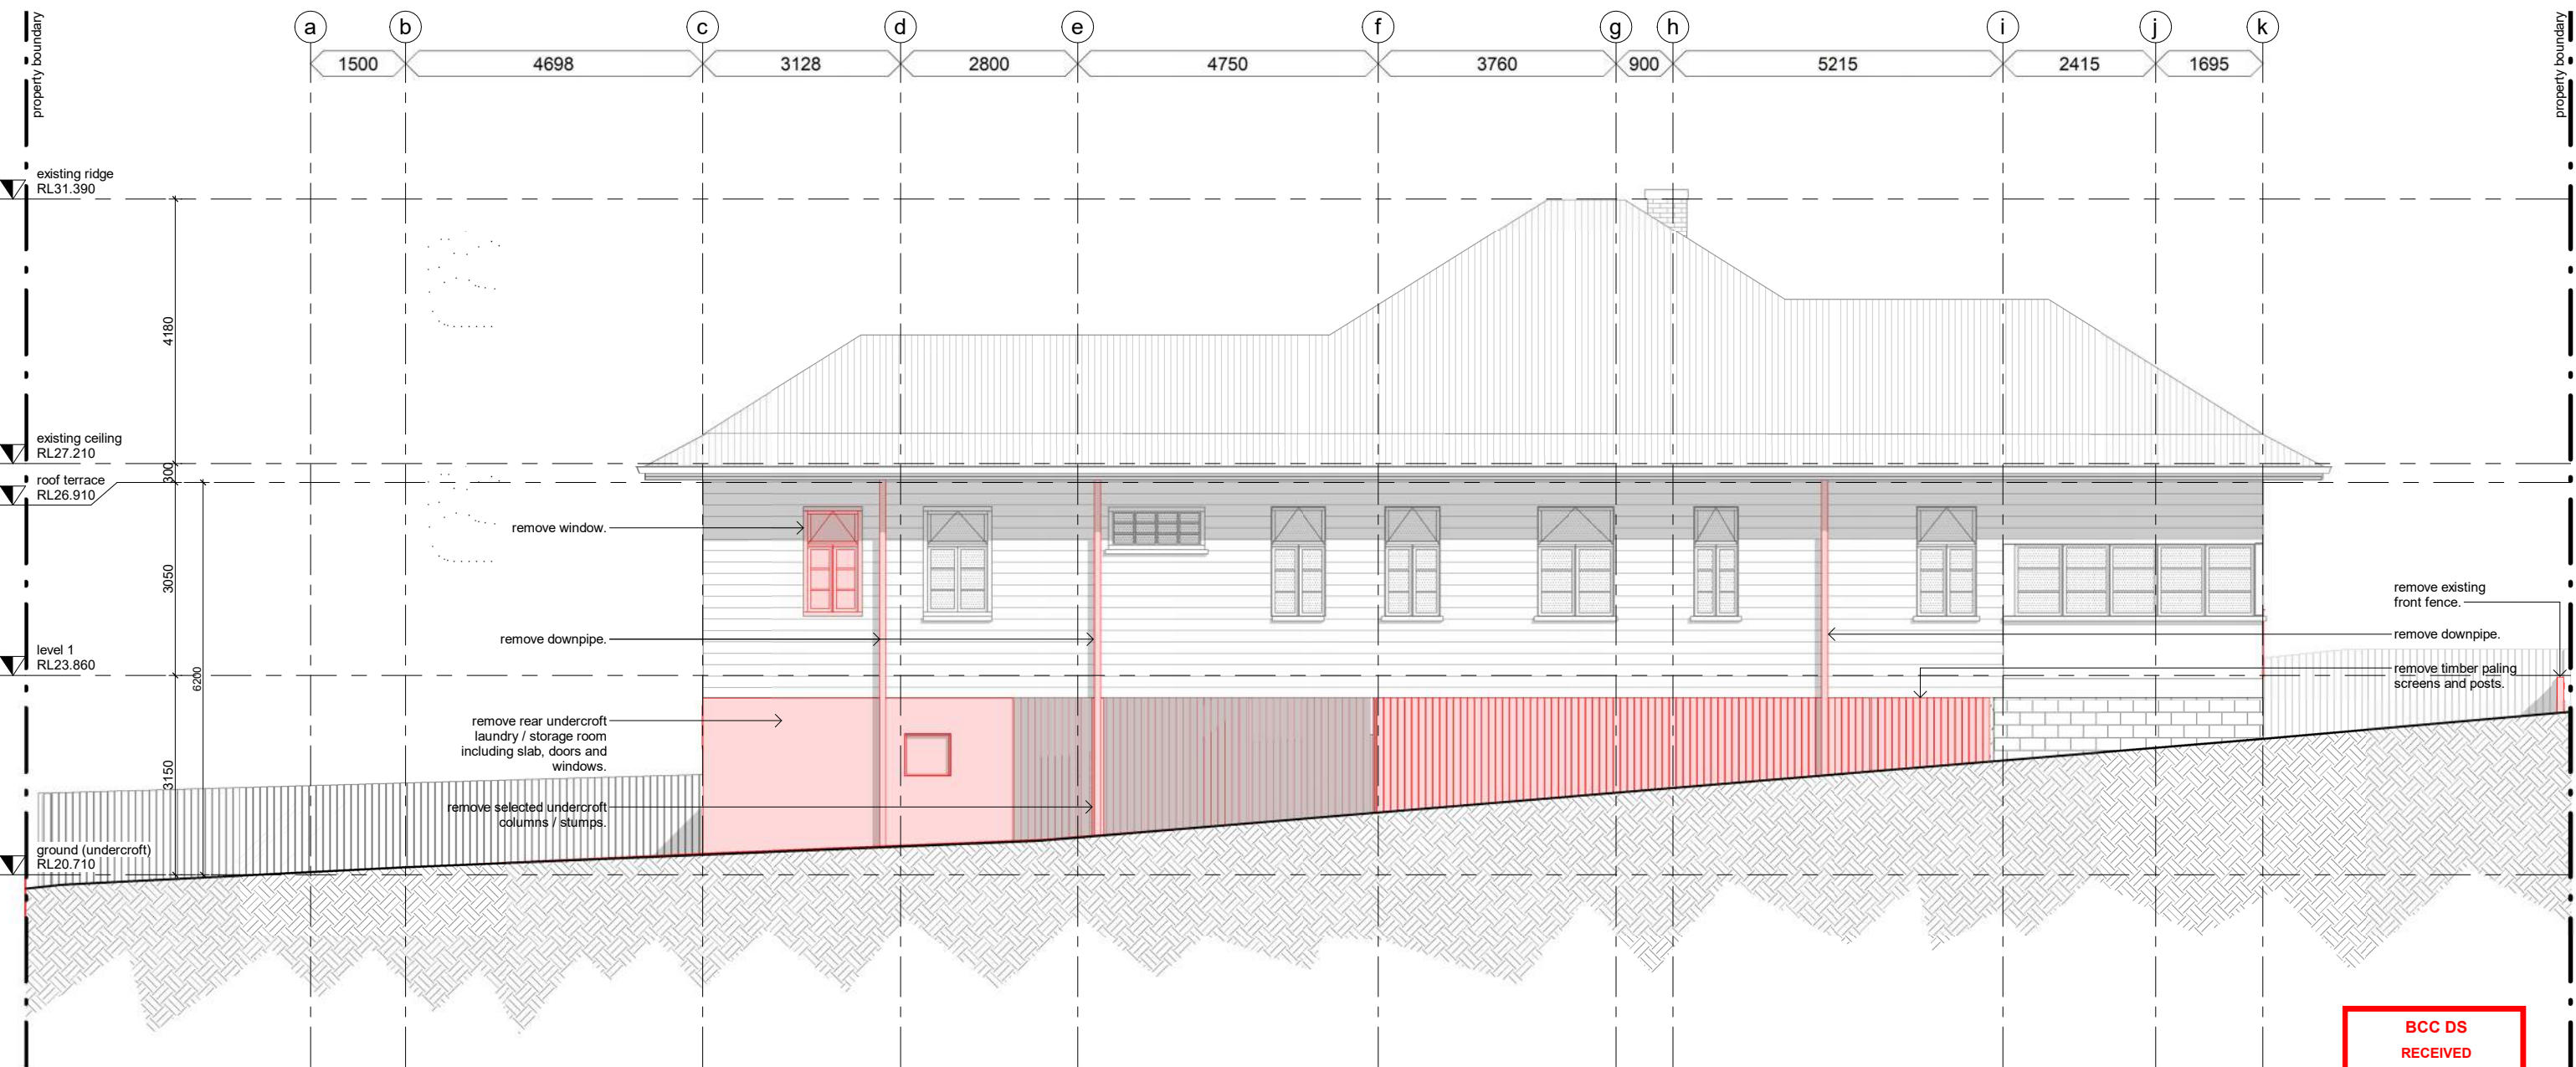 property boundary
a b c d e f g h i j k
property boundary
1500 4698 3128 2800 4750 3760 900 5215 2415 1695
existing ridge
RL31.390
4180
existing ceiling
RL27.210
300
roof terrace
RL26.910
remove window.
3050
remove existing
front fence.
remove downpipe.
remove downpipe.
level 1
RL23.860
6200
remove timber paling
screens and posts.
remove rear undercroft
laundry / storage room
including slab, doors and
windows.
3150
remove selected undercroft
columns / stumps.
ground (undercroft)
RL20.710
BCC DS
RECEIVED